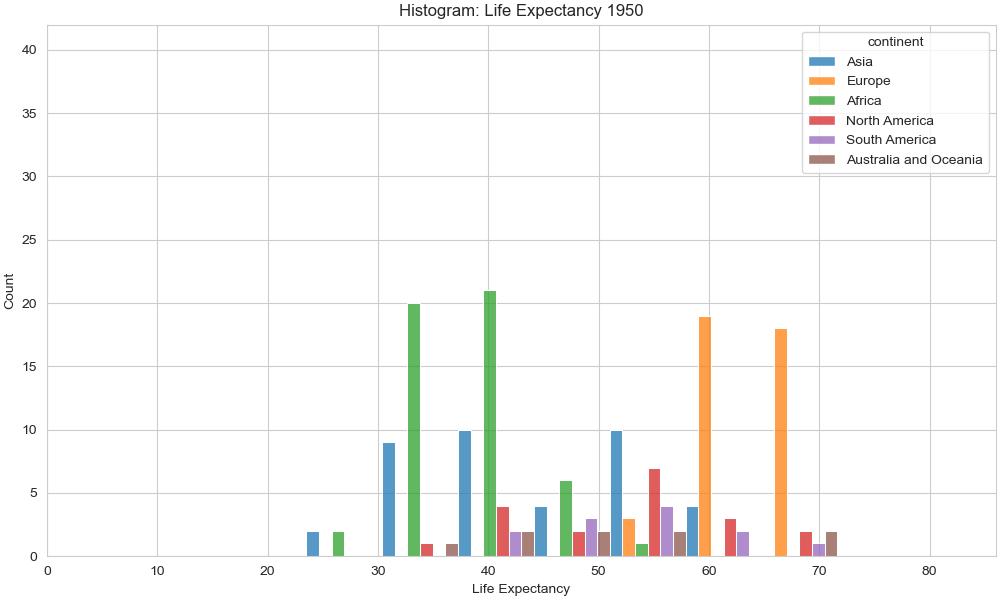 Histogram: Life Expectancy 1950
continent
Asia
Europe
Africa
North America
South America
Australia and Oceania
Count
40
35
30
25
20
15
10
5
0
0 10 20 30 40 50 60 70 80
Life Expectancy